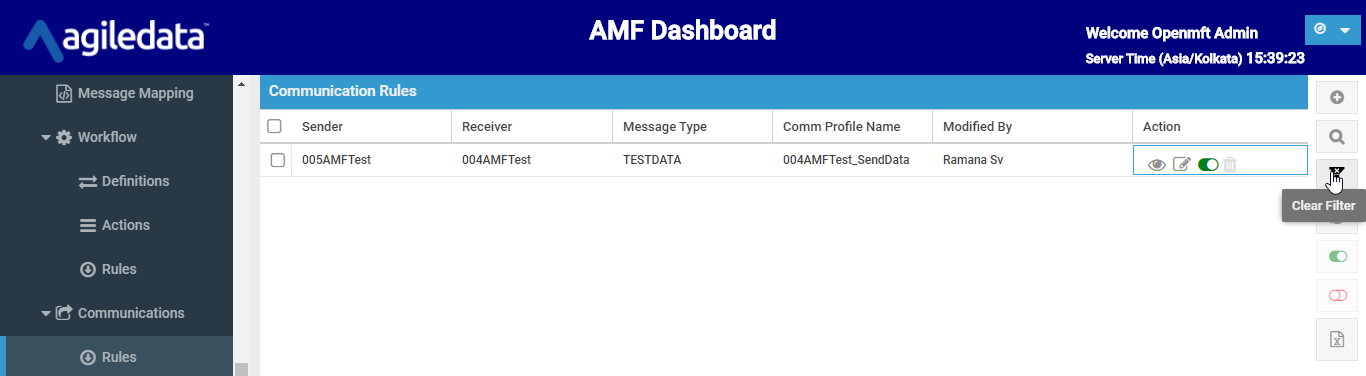 agiledata™
AMF Dashboard
Welcome Openmft Admin
Server Time (Asia/Kolkata) 15:39:23
Message Mapping
Workflow
Definitions
Actions
Rules
Communications
Rules
Communication Rules
Sender Receiver Message Type Comm Profile Name Modified By Action
005AMFTest 004AMFTest TESTDATA 004AMFTest_SendData Ramana Sv
Clear Filter